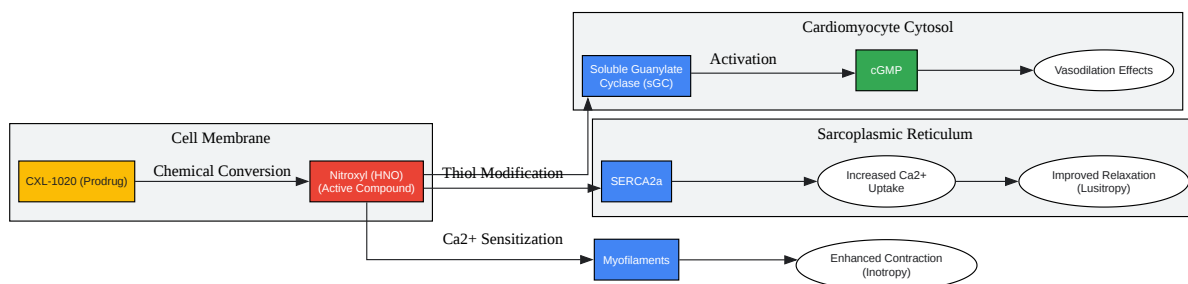 Cardiomyocyte Cytosol
Soluble Guanylate
Cyclase (sGC)
Activation
cGMP
Vasodilation Effects
Cell Membrane
CXL-1020 (Prodrug)
Chemical Conversion
Nitroxyl (HNO)
(Active Compound)
Thiol Modification
Sarcoplasmic Reticulum
SERCA2a
Increased Ca2+
Uptake
Improved Relaxation
(Lusitropy)
Ca2+ Sensitization
Myofilaments
Enhanced Contraction
(Inotropy)